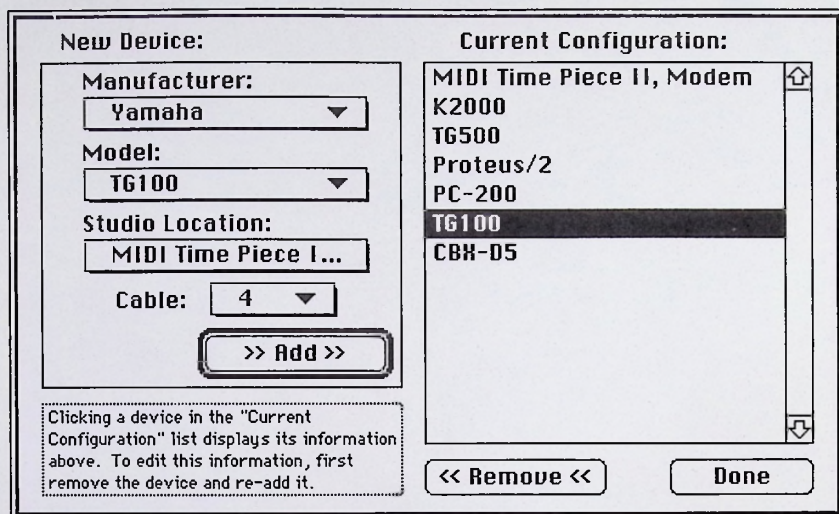 New Device:
Manufacturer:
Yamaha
Model:
TG100
Studio Location:
MIDI Time Piece I...
Cable: 4
>> Add >>
Clicking a device in the "Current
Configuration" list displays its information
above. To edit this information, first
remove the device and re-add it.
Current Configuration:
MIDI Time Piece II, Modem
K2000
TG500
Proteus/2
PC-200
TG100
CBX-D5
<< Remove <<
Done